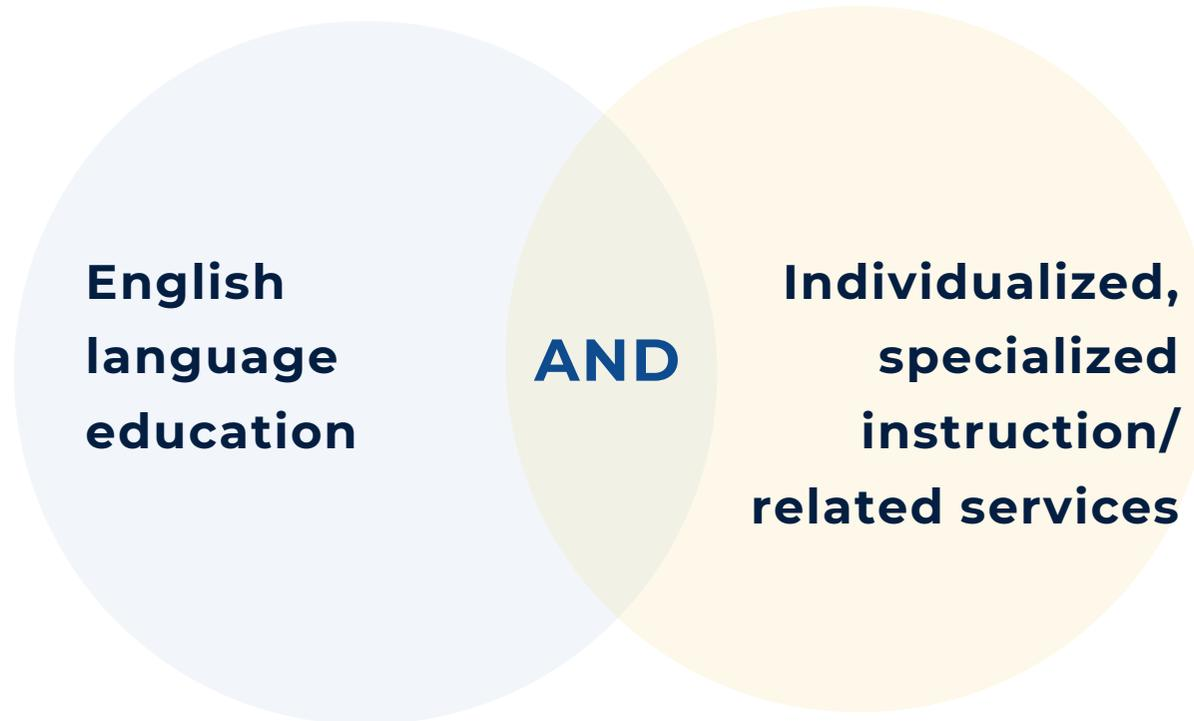 English
language
education
AND
Individualized,
specialized
instruction/
related services